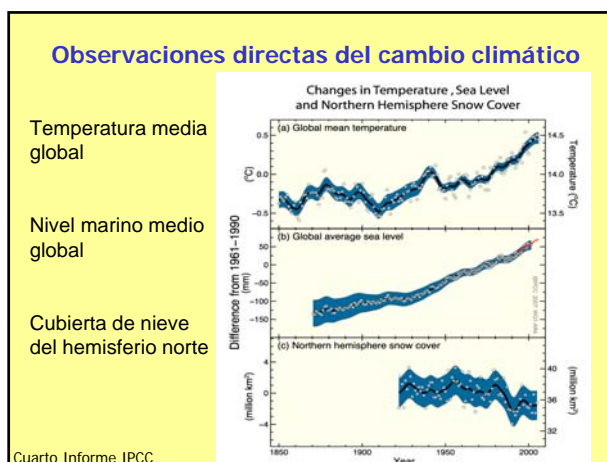 Observaciones directas del cambio climático
Temperatura media
global
Nivel marino medio
global
Cubierta de nieve
del hemisferio norte
Cuarto Informe IPCC
Changes in Temperature, Sea Level
and Northern Hemisphere Snow Cover
(a) Global mean temperature
0.5
0.0
-0.5
(°C)
14.5
14.0
13.5
Temperature (°C)
Difference from 1961–1990
(b) Global average sea level
50
0
-50
-100
-150
(mm)
(c) Northern hemisphere snow cover
4
0
-4
(million km²)
40
36
32
(million km²)
1850
1900
1950
2000
Year